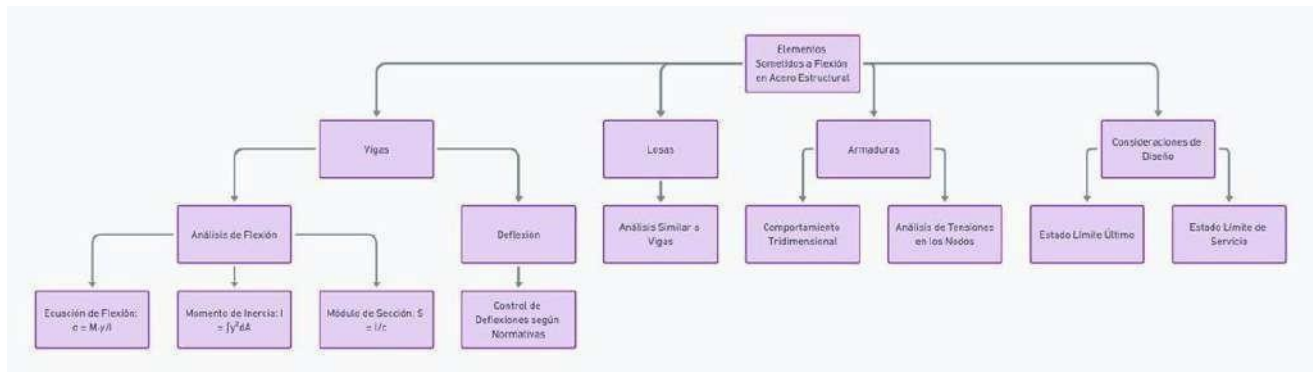 Elementos
Sometidos a Flexión
en Acero Estructural
Vigas
Losas
Armaduras
Consideraciones de
Diseño
Análisis de Flexión
Deflexión
Análisis Similar a
Vigas
Comportamiento
Tridimensional
Análisis de Tensiones
en los Nodos
Estado Límite Último
Estado Límite de
Servicio
Ecuación de Flexión:
σ = M·y/I
Momento de Inercia: I
= ∫y²dA
Módulo de Sección: S
= I/c
Control de
Deflexiones según
Normativas